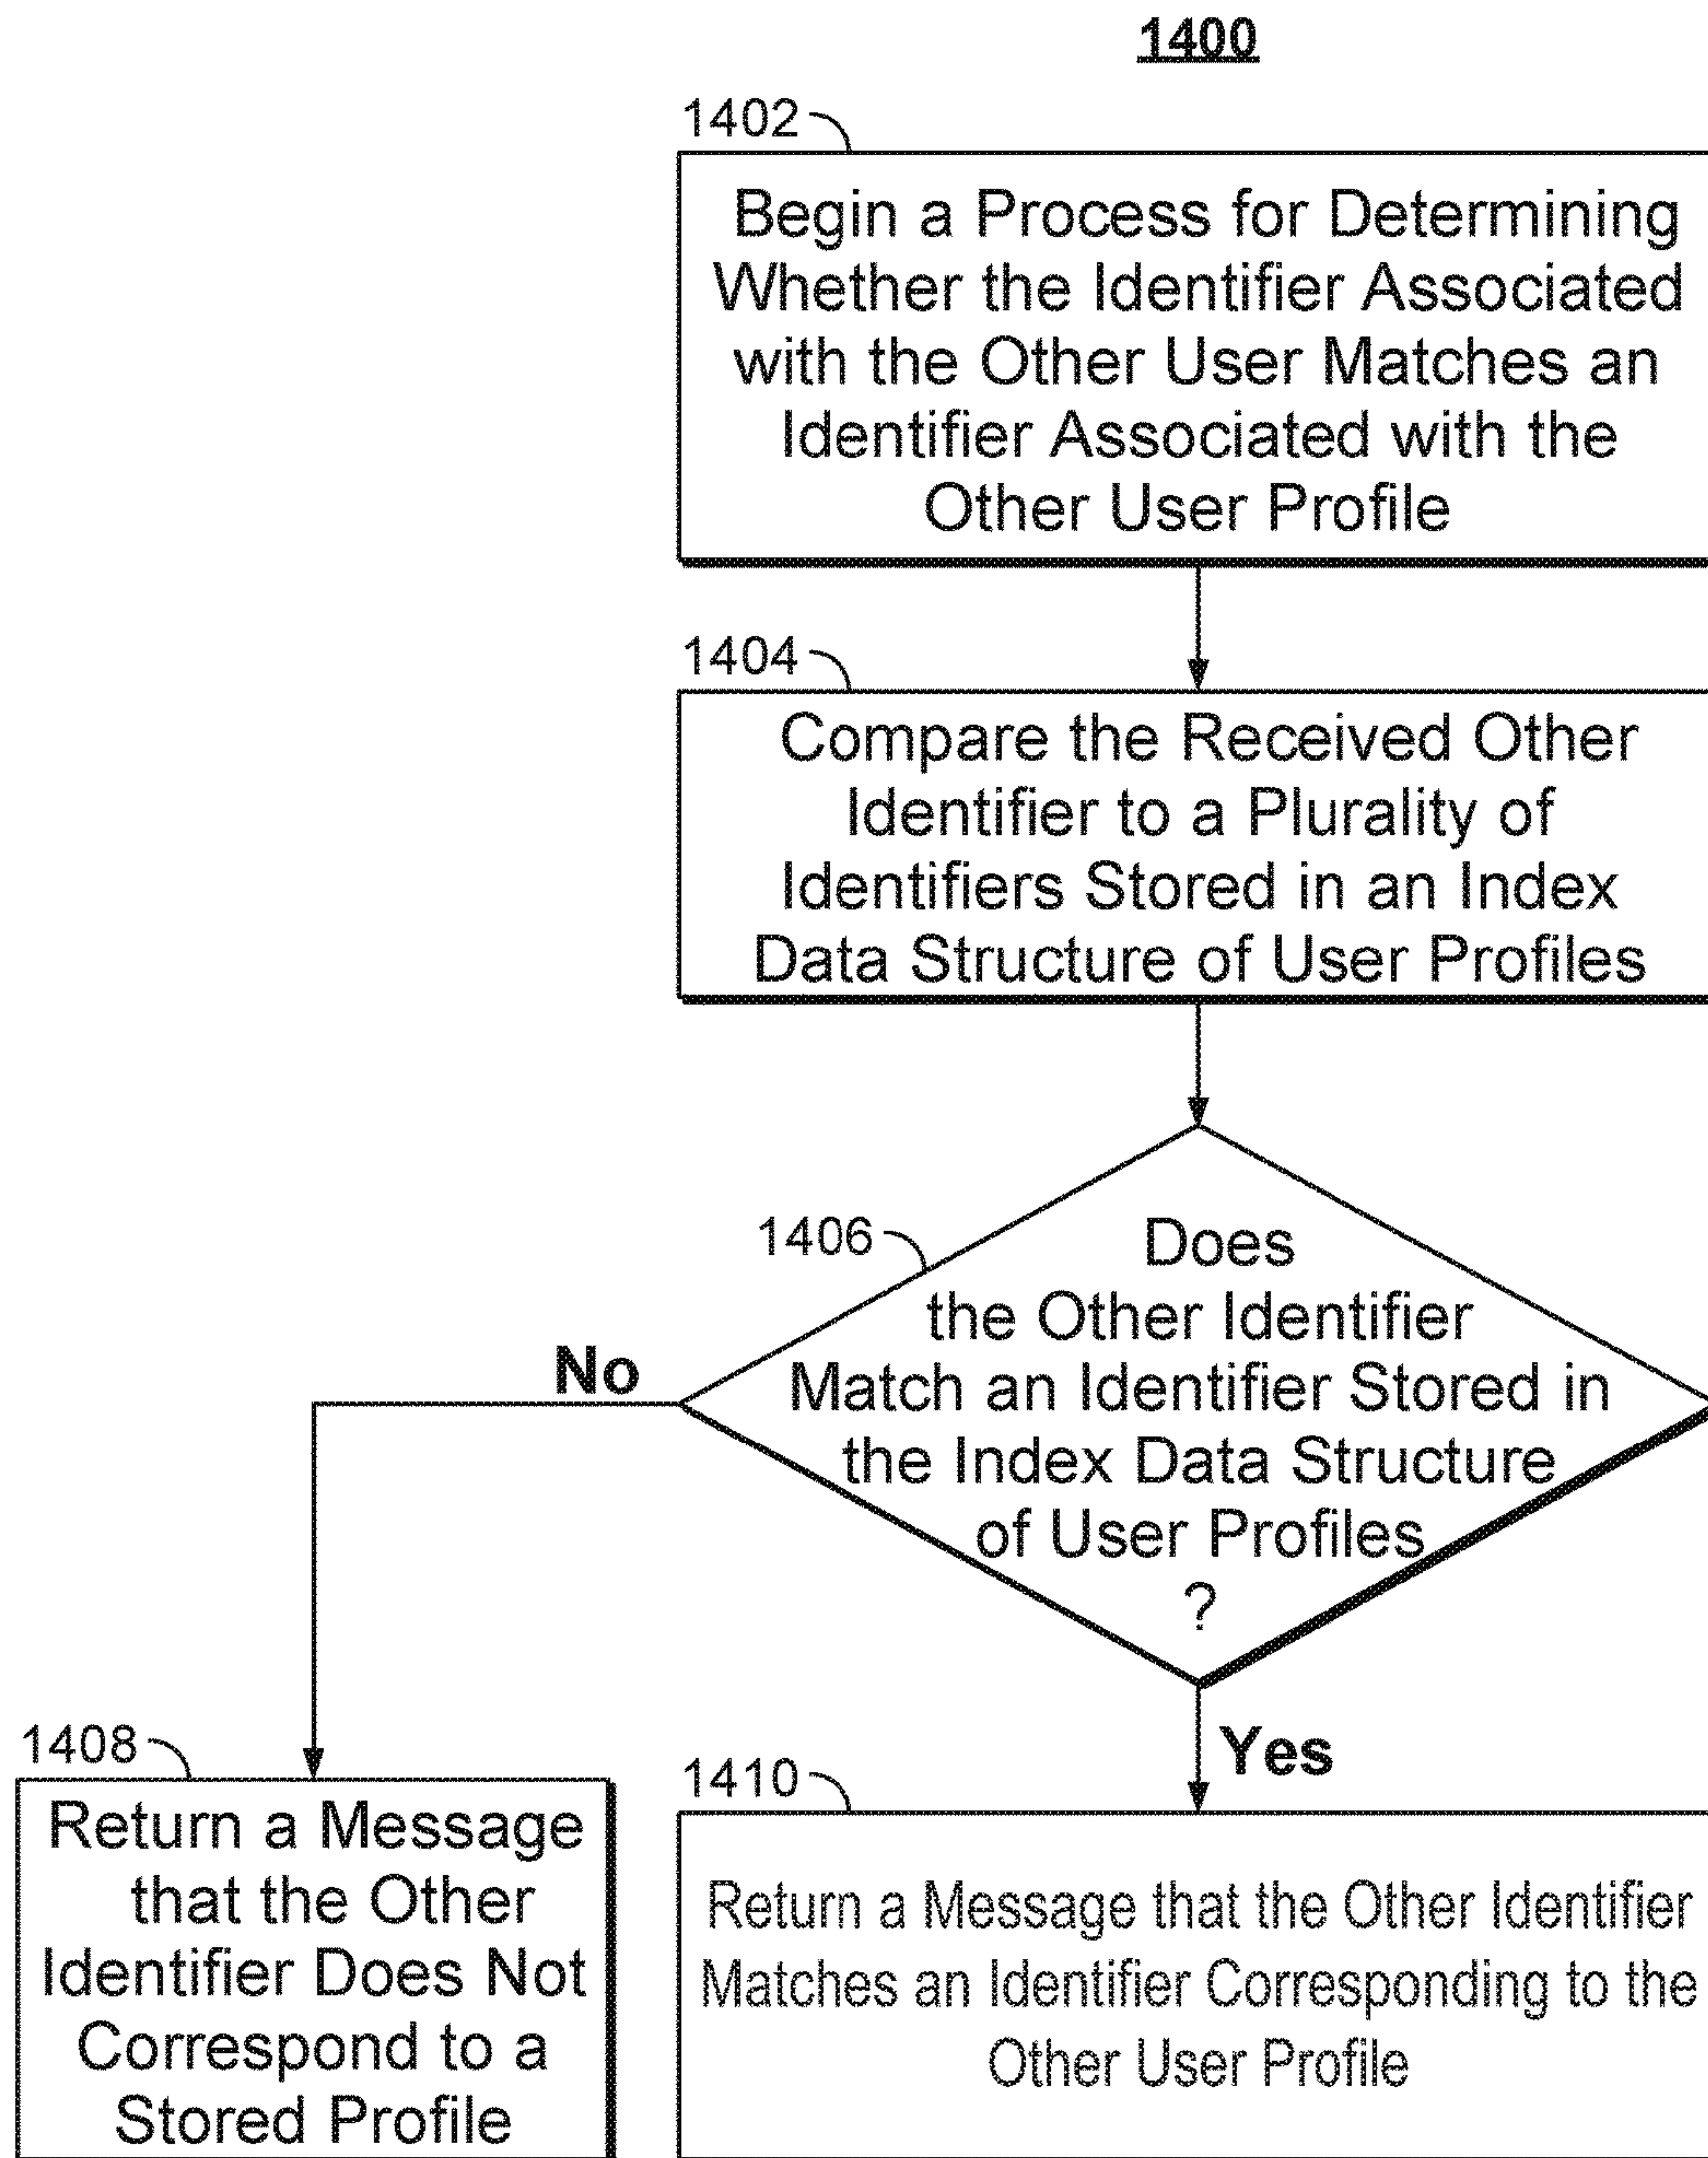 1400
1402
Begin a Process for Determining
Whether the Identifier Associated
with the Other User Matches an
Identifier Associated with the
Other User Profile
1404
Compare the Received Other
Identifier to a Plurality of
Identifiers Stored in an Index
Data Structure of User Profiles
1406
Does
the Other Identifier
Match an Identifier Stored in
the Index Data Structure
of User Profiles
?
No
Yes
1408
Return a Message
that the Other
Identifier Does Not
Correspond to a
Stored Profile
1410
Return a Message that the Other Identifier
Matches an Identifier Corresponding to the
Other User Profile